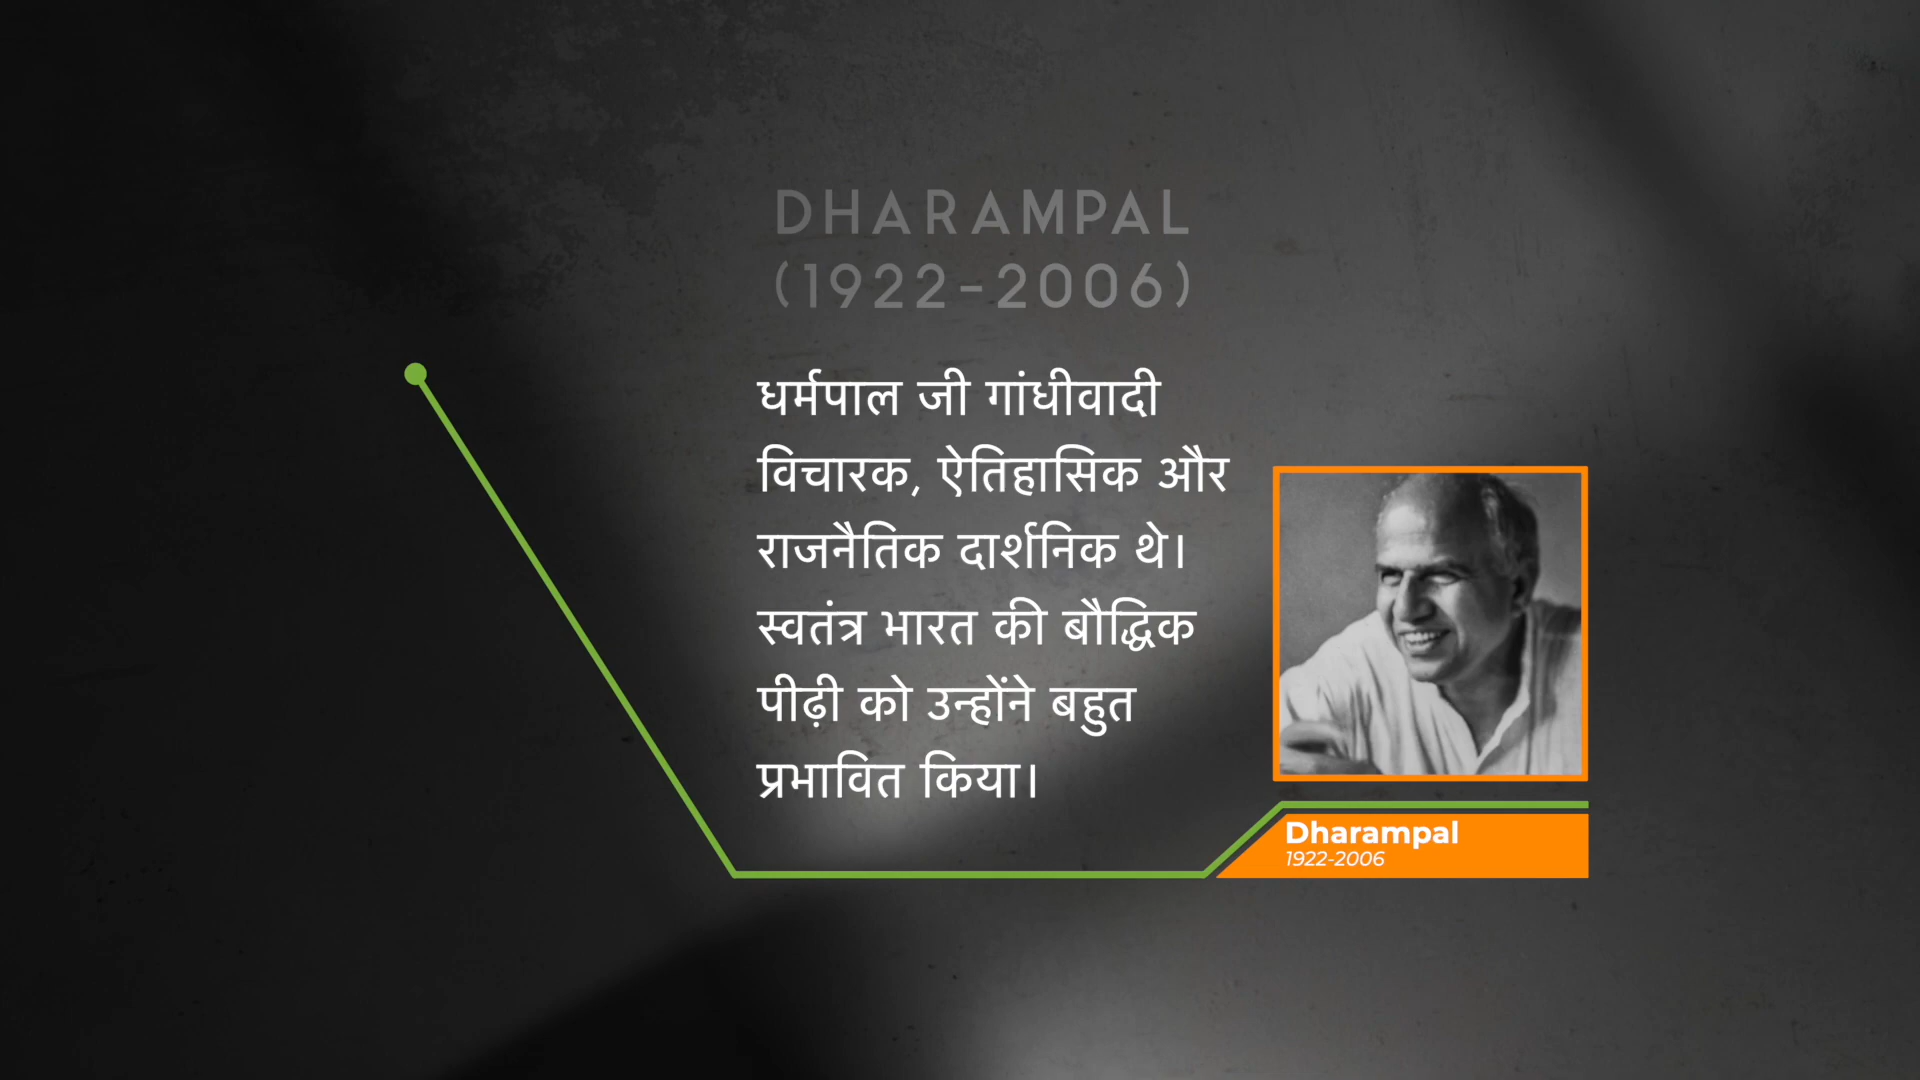 DHARAMPAL
(1922-2006)
धर्मपाल जी गांधीवादी
विचारक, ऐतिहासिक और
राजनैतिक दार्शनिक थे।
स्वतंत्र भारत की बौद्धिक
पीढ़ी को उन्होंने बहुत
प्रभावित किया।
Dharampal
1922-2006